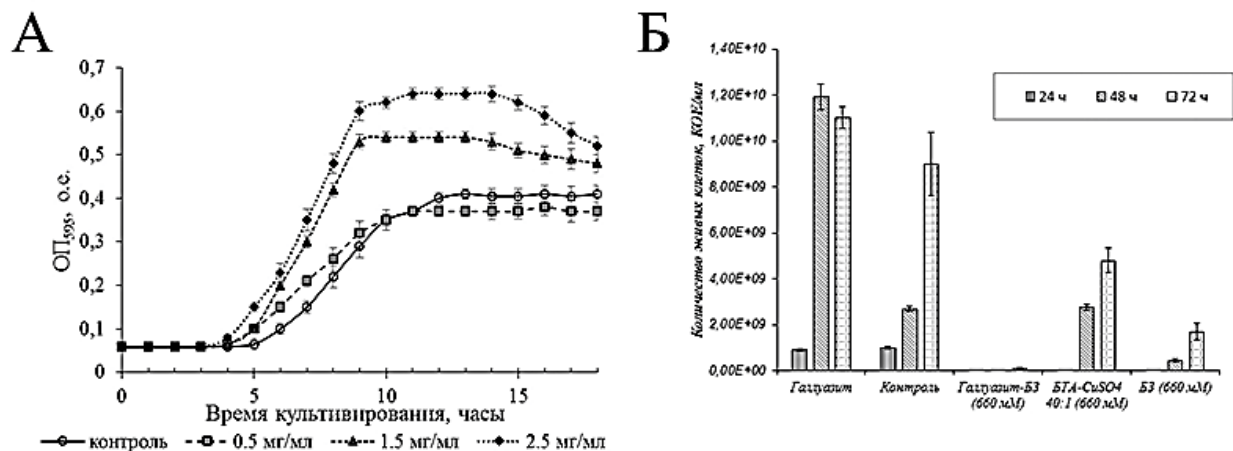 А
ОП595, о.е.
0,7
0,6
0,5
0,4
0,3
0,2
0,1
0
0
5
10
15
Время культивирования, часы
контроль
0.5 мг/мл
1.5 мг/мл
2.5 мг/мл
Б
Количество живых клеток, КОЕ/мл
1,40E+10
1,20E+10
1,00E+10
8,00E+09
6,00E+09
4,00E+09
2,00E+09
0,00E+00
24 ч
48 ч
72 ч
Галлуазит
Контроль
Галлуазит-БЗ
(660 мМ)
БТА-CuSO4
40:1 (660 мМ)
БЗ (660 мМ)